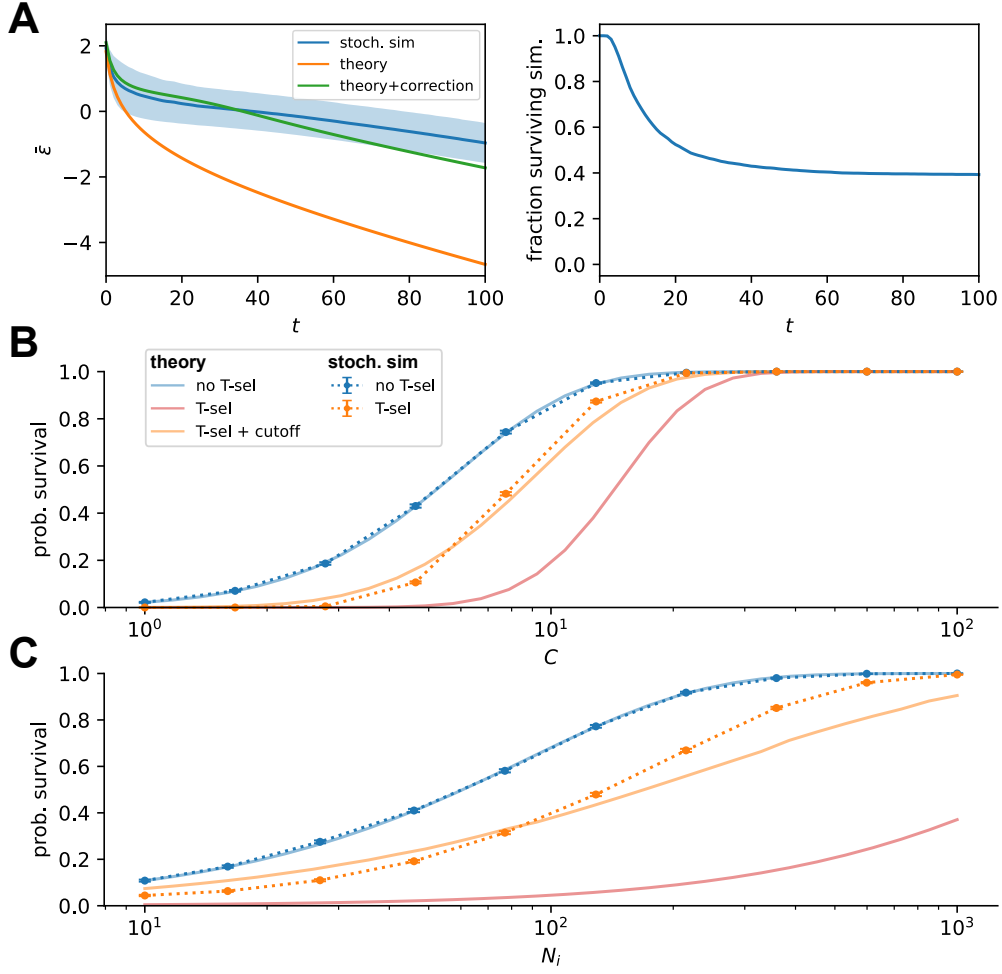 A
2
0
−2
−4
ε̄
stoch. sim
theory
theory+correction
0 20 40 60 80 100
t
1.0
0.8
0.6
0.4
0.2
0.0
fraction surviving sim.
0 20 40 60 80 100
t
B
theory stoch. sim
no T-sel no T-sel
T-sel T-sel
T-sel + cutoff
1.0
0.8
0.6
0.4
0.2
0.0
prob. survival
10⁰ 10¹ 10²
C
C
1.0
0.8
0.6
0.4
0.2
0.0
prob. survival
10¹ 10² 10³
Nᵢ